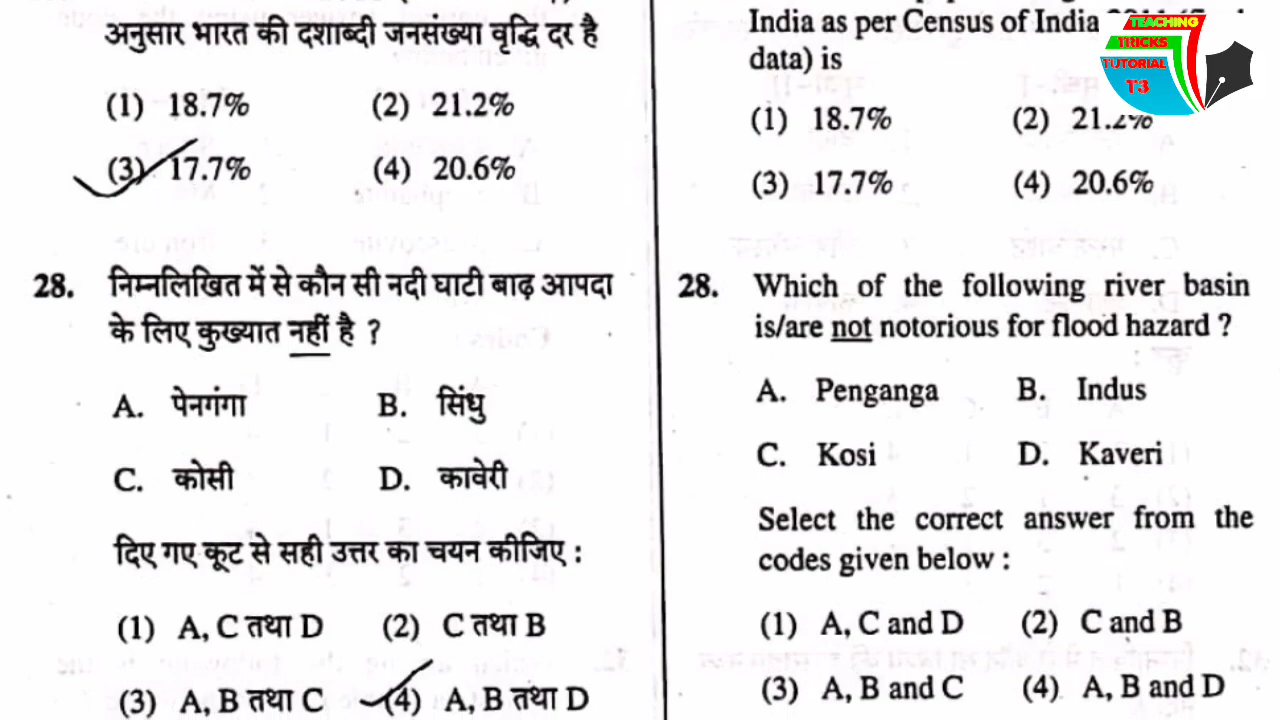 अनुसार भारत की दशाब्दी जनसंख्या वृद्धि दर है
(1) 18.7% (2) 21.2%
(3) 17.7% (4) 20.6%
28. निम्नलिखित में से कौन सी नदी घाटी बाढ़ आपदा
के लिए कुख्यात नहीं है ?
A. पेनगंगा B. सिंधु
C. कोसी D. कावेरी
दिए गए कूट से सही उत्तर का चयन कीजिए :
(1) A, C तथा D (2) C तथा B
(3) A, B तथा C (4) A, B तथा D
India as per Census of India
data) is
(1) 18.7% (2) 21.2%
(3) 17.7% (4) 20.6%
28. Which of the following river basin
is/are not notorious for flood hazard ?
A. Penganga B. Indus
C. Kosi D. Kaveri
Select the correct answer from the
codes given below :
(1) A, C and D (2) C and B
(3) A, B and C (4) A, B and D
TEACHING
TRICKS
TUTORIAL
T3